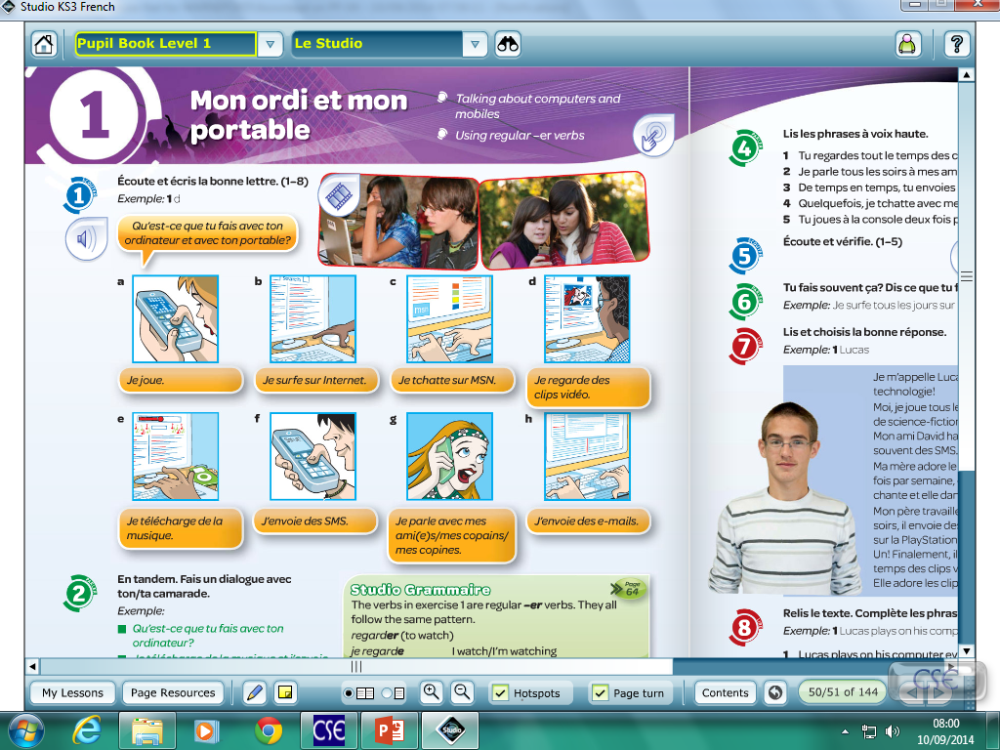 Studio KS3 French
Pupil Book Level 1
Le Studio
?
1
Mon ordi et mon
portable
Talking about computers and
mobiles
Using regular –er verbs
1
Écoute et écris la bonne lettre. (1–8)
Exemple: 1 d
Qu'est-ce que tu fais avec ton
ordinateur et avec ton portable?
a
b
c
d
msn
Je joue.
Je surfe sur Internet.
Je tchatte sur MSN.
Je regarde des
clips vidéo.
e
f
g
h
Je télécharge de la
musique.
J'envoie des SMS.
Je parle avec mes
ami(e)s/mes copains/
mes copines.
J'envoie des e-mails.
2
En tandem. Fais un dialogue avec
ton/ta camarade.
Exemple:
Qu'est-ce que tu fais avec ton
ordinateur?
Je télécharge de la musique et j'envoie
Studio Grammaire
Page
64
The verbs in exercise 1 are regular –er verbs. They all
follow the same pattern.
regarder (to watch)
je regarde I watch/I'm watching
4
Lis les phrases à voix haute.
1 Tu regardes tout le temps des c
2 Je parle tous les soirs à mes am
3 De temps en temps, tu envoies
4 Quelquefois, je tchatte avec me
5 Tu joues à la console deux fois p
5
Écoute et vérifie. (1–5)
6
Tu fais souvent ça? Dis ce que tu f
Exemple: Je surfe tous les jours sur
7
Lis et choisis la bonne réponse.
Exemple: 1 Lucas
Je m'appelle Luca
technologie!
Moi, je joue tous le
de science-fiction
Mon ami David ha
souvent des SMS.
Ma mère adore le
fois par semaine,
chante et elle dan
Mon père travaille
soirs, il envoie des
sur la PlayStation
Un! Finalement, il
temps des clips v
Elle adore les clip
8
Relis le texte. Complète les phras
Exemple: 1 Lucas plays on his comp
1 Lucas plays on his computer ev
My Lessons
Page Resources
Hotspots
Page turn
Contents
50/51 of 144
CSE
CSE
Studio
08:00
10/09/2014